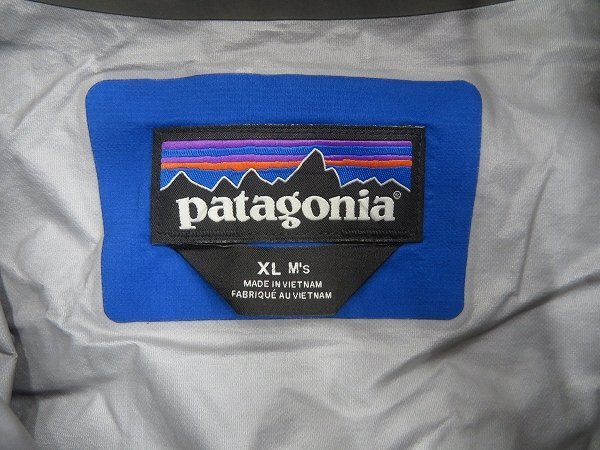 patagonia®
XL M's
MADE IN VIETNAM
FABRIQUÉ AU VIETNAM